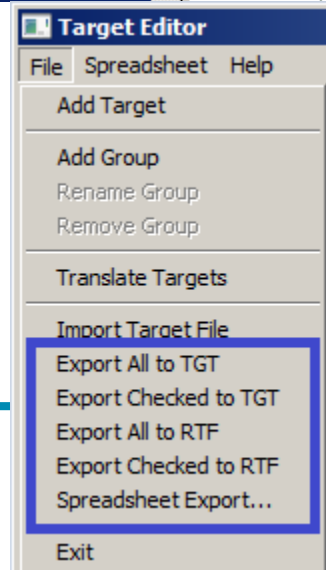 Target Editor
File Spreadsheet Help
Add Target
Add Group
Rename Group
Remove Group
Translate Targets
Import Target File
Export All to TGT
Export Checked to TGT
Export All to RTF
Export Checked to RTF
Spreadsheet Export...
Exit